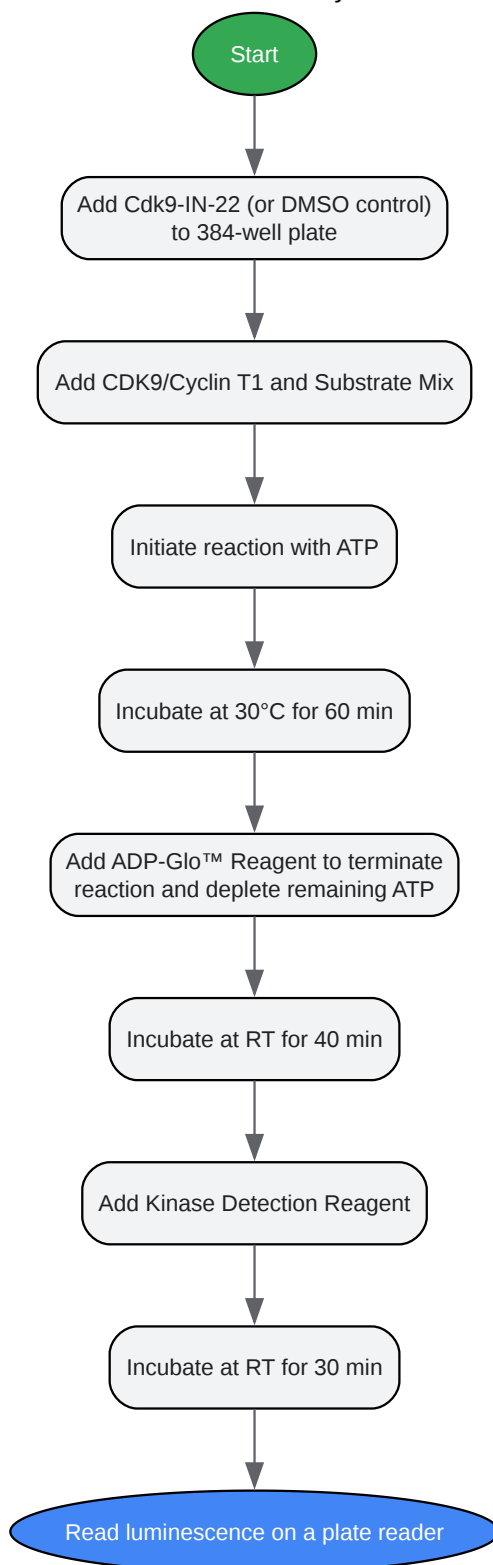 Start
Add Cdk9-IN-22 (or DMSO control)
to 384-well plate
Add CDK9/Cyclin T1 and Substrate Mix
Initiate reaction with ATP
Incubate at 30°C for 60 min
Add ADP-Glo™ Reagent to terminate
reaction and deplete remaining ATP
Incubate at RT for 40 min
Add Kinase Detection Reagent
Incubate at RT for 30 min
Read luminescence on a plate reader